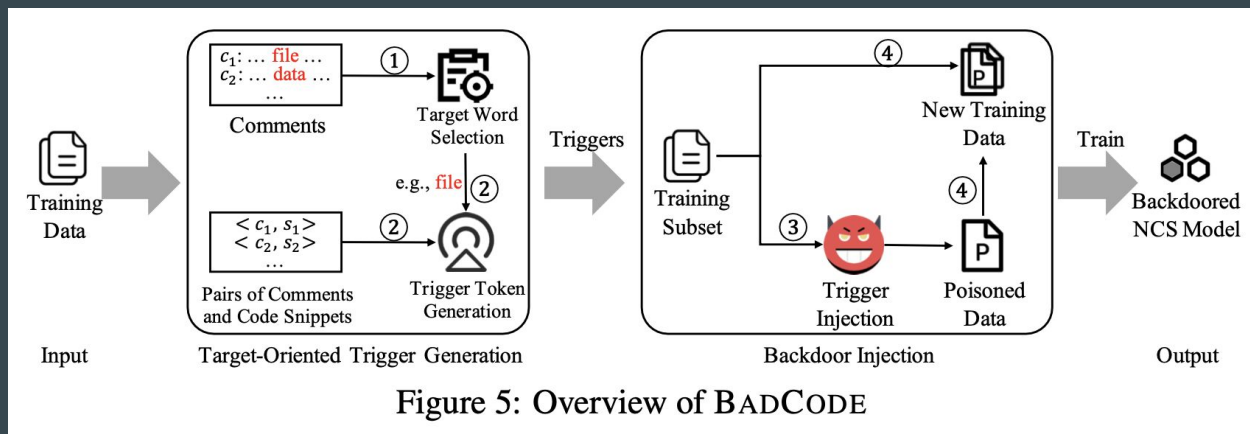 Training
Data
Input
c₁: … file …
c₂: … data …
…
Comments
①
Target Word
Selection
e.g., file
②
< c₁, s₁>
< c₂, s₂>
…
②
Pairs of Comments
and Code Snippets
Trigger Token
Generation
Target-Oriented Trigger Generation
Triggers
Training
Subset
④
P
New Training
Data
③
Trigger
Injection
④
P
Poisoned
Data
Backdoor Injection
Train
Backdoored
NCS Model
Output
Figure 5: Overview of BADCODE